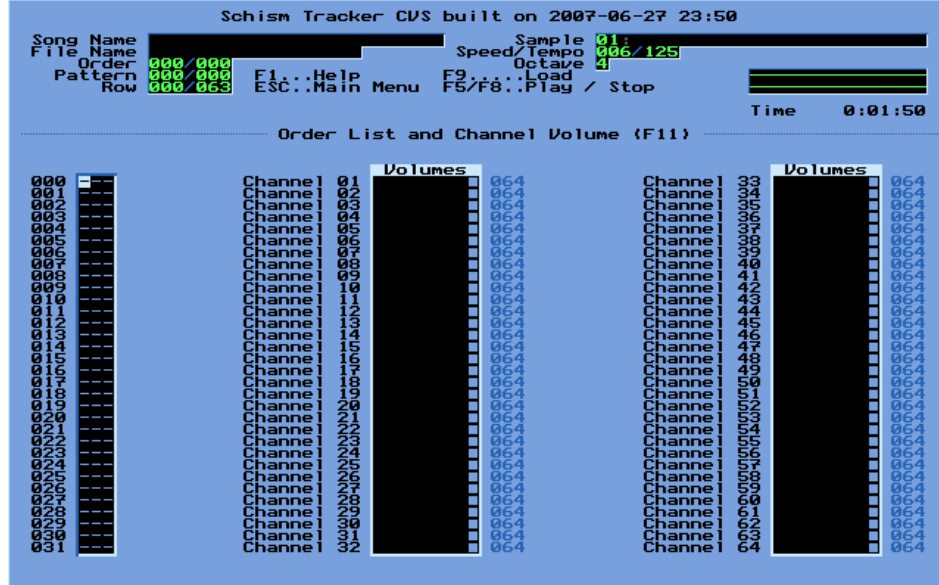 Schism Tracker CVS built on 2007-06-27 23:50
Song Name Sample 01:
File Name Speed/Tempo 006/125
Order 000/000 Octave 4
Pattern 000/000 F1...Help F9.....Load
Row 000/063 ESC..Main Menu F5/F8..Play / Stop
Time 0:01:50
Order List and Channel Volume (F11)
Volumes Volumes
000 --- Channel 01 064 Channel 33 064
001 --- Channel 02 064 Channel 34 064
002 --- Channel 03 064 Channel 35 064
003 --- Channel 04 064 Channel 36 064
004 --- Channel 05 064 Channel 37 064
005 --- Channel 06 064 Channel 38 064
006 --- Channel 07 064 Channel 39 064
007 --- Channel 08 064 Channel 40 064
008 --- Channel 09 064 Channel 41 064
009 --- Channel 10 064 Channel 42 064
010 --- Channel 11 064 Channel 43 064
011 --- Channel 12 064 Channel 44 064
012 --- Channel 13 064 Channel 45 064
013 --- Channel 14 064 Channel 46 064
014 --- Channel 15 064 Channel 47 064
015 --- Channel 16 064 Channel 48 064
016 --- Channel 17 064 Channel 49 064
017 --- Channel 18 064 Channel 50 064
018 --- Channel 19 064 Channel 51 064
019 --- Channel 20 064 Channel 52 064
020 --- Channel 21 064 Channel 53 064
021 --- Channel 22 064 Channel 54 064
022 --- Channel 23 064 Channel 55 064
023 --- Channel 24 064 Channel 56 064
024 --- Channel 25 064 Channel 57 064
025 --- Channel 26 064 Channel 58 064
026 --- Channel 27 064 Channel 59 064
027 --- Channel 28 064 Channel 60 064
028 --- Channel 29 064 Channel 61 064
029 --- Channel 30 064 Channel 62 064
030 --- Channel 31 064 Channel 63 064
031 --- Channel 32 064 Channel 64 064